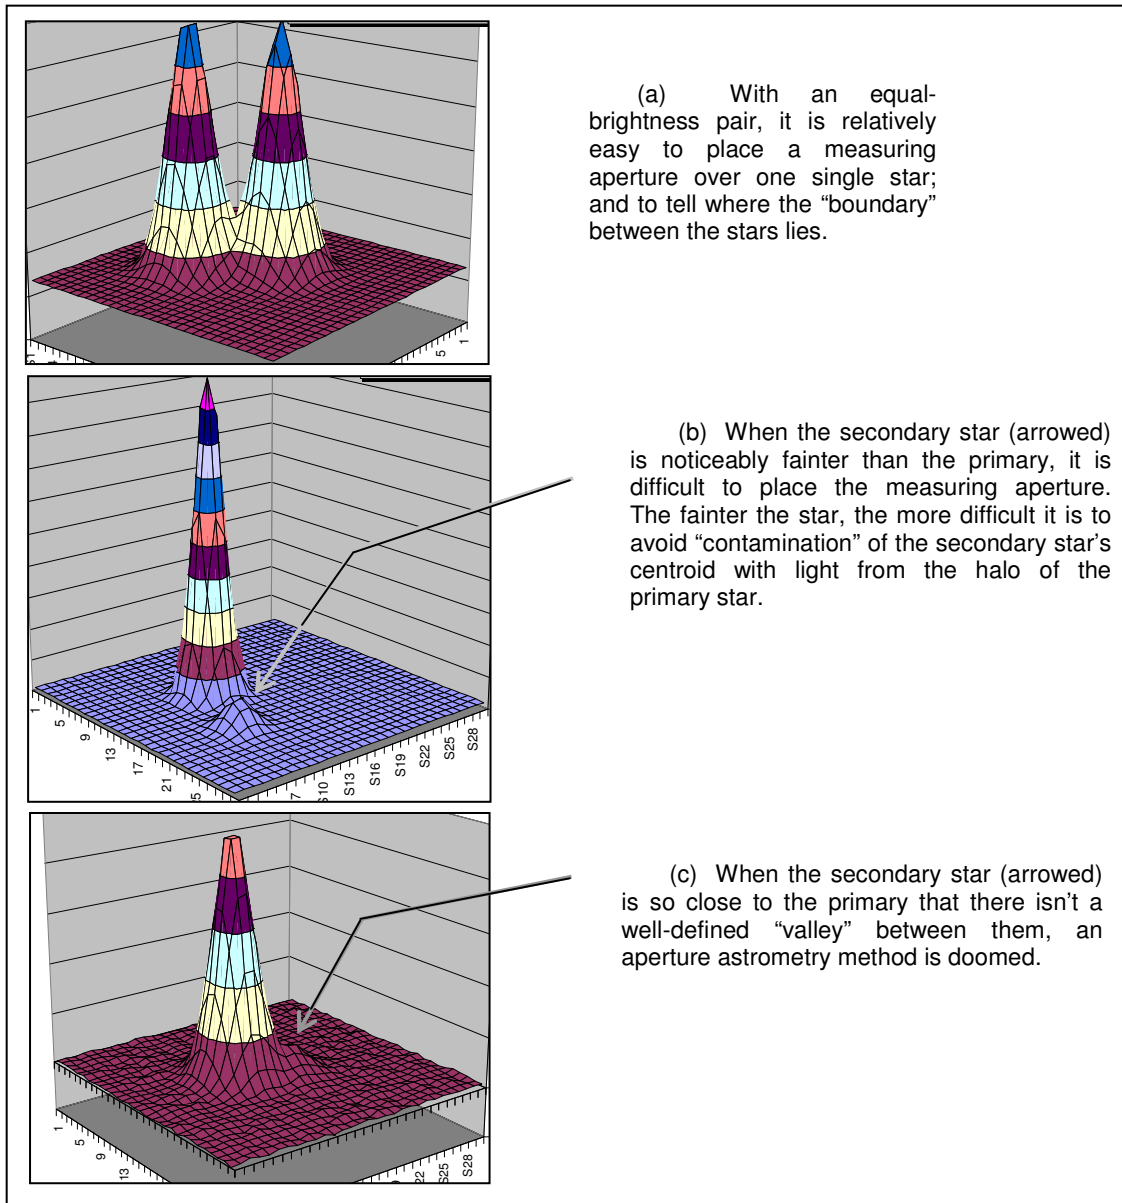 (a) With an equal-
brightness pair, it is relatively
easy to place a measuring
aperture over one single star;
and to tell where the “boundary”
between the stars lies.
5
1
(b) When the secondary star (arrowed)
is noticeably fainter than the primary, it is
difficult to place the measuring aperture.
The fainter the star, the more difficult it is to
avoid “contamination” of the secondary star’s
centroid with light from the halo of the
primary star.
1
5
9
13
17
21
7
S10
S13
S16
S19
S22
S25
S28
(c) When the secondary star (arrowed)
is so close to the primary that there isn’t a
well-defined “valley” between them, an
aperture astrometry method is doomed.
1
5
9
13
S22
S25
S28